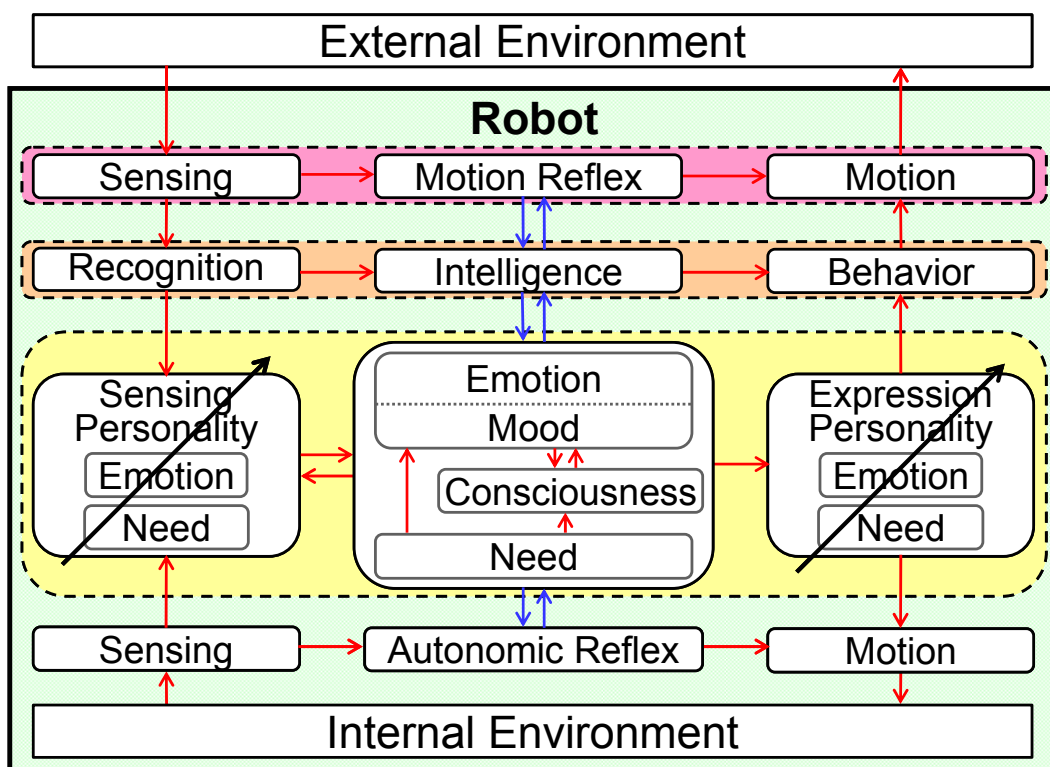 External Environment
Robot
Sensing
Motion Reflex
Motion
Recognition
Intelligence
Behavior
Sensing
Personality
Emotion
Need
Emotion
Mood
Consciousness
Need
Expression
Personality
Emotion
Need
Sensing
Autonomic Reflex
Motion
Internal Environment